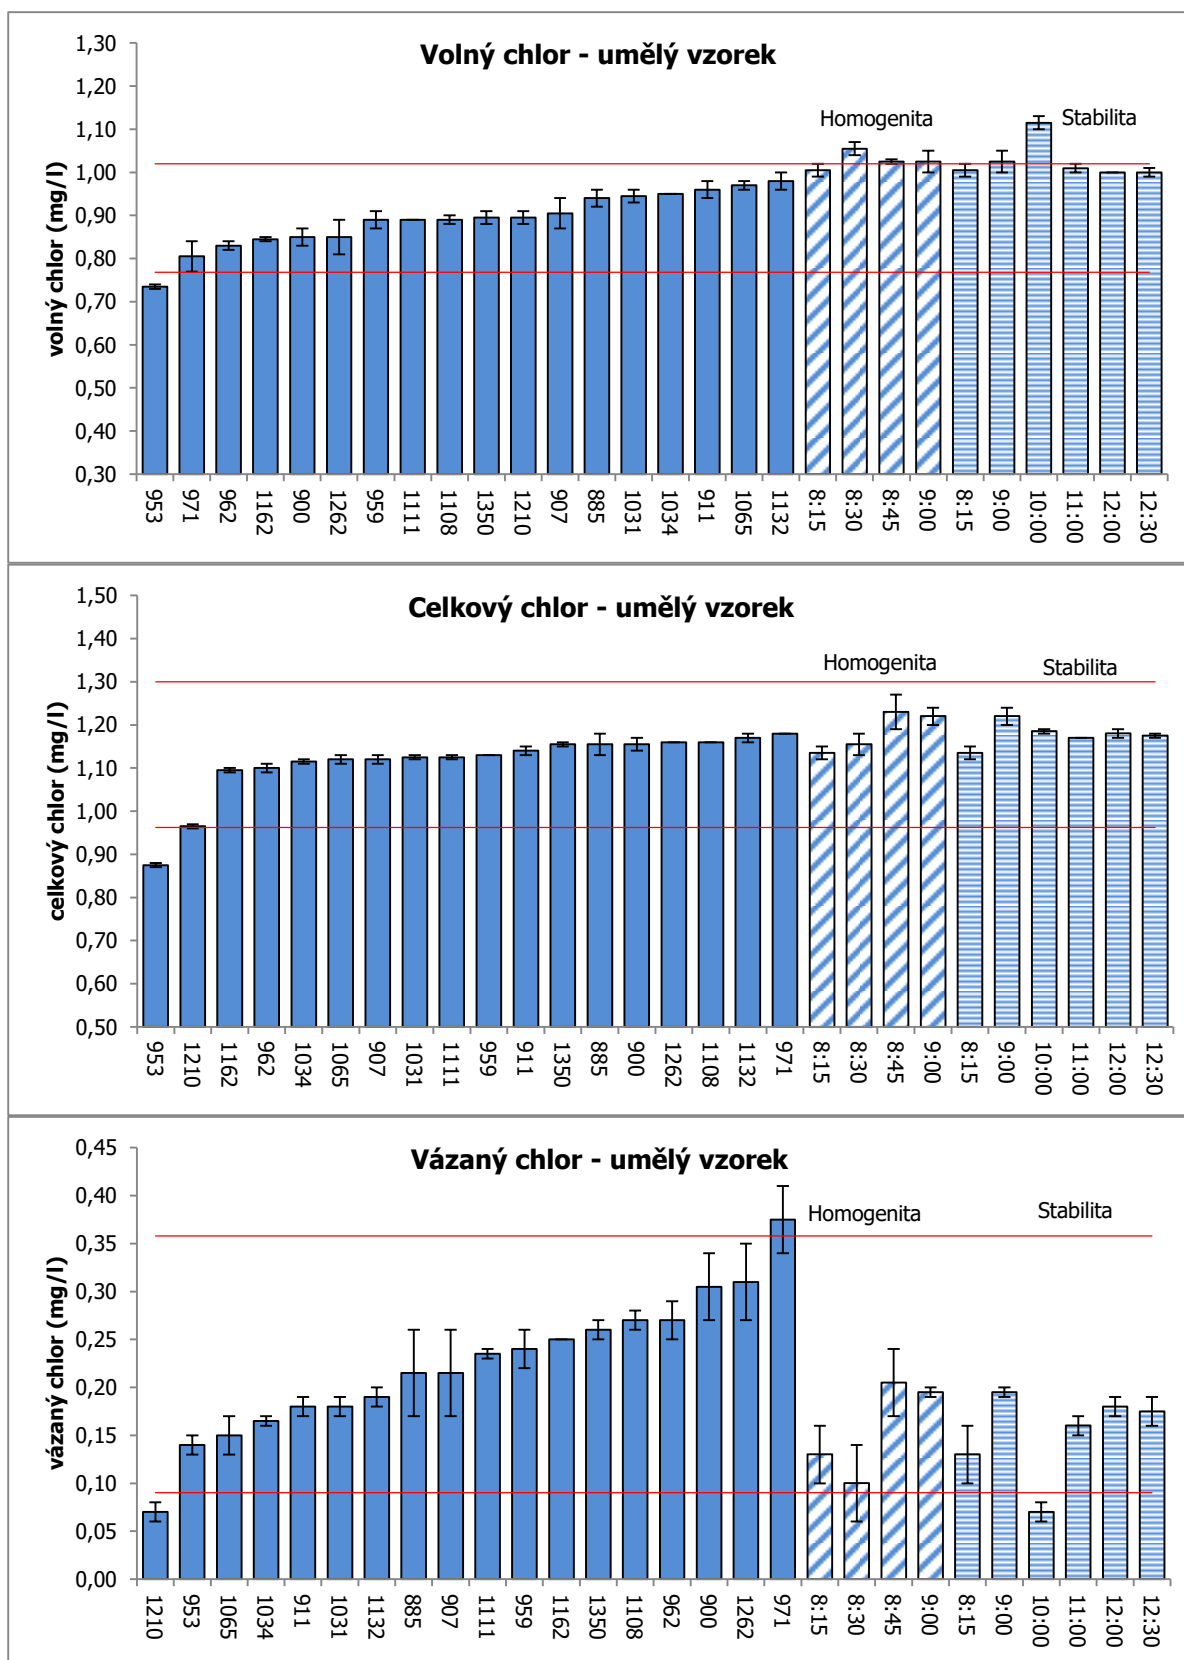 Volný chlor - umělý vzorek
volný chlor (mg/l)
1,30
1,20
1,10
1,00
0,90
0,80
0,70
0,60
0,50
0,40
0,30
Homogenita
Stabilita
953 971 962 1162 900 1262 959 1111 1108 1350 1210 907 885 1031 1034 911 1065 1132 8:15 8:30 8:45 9:00 8:15 9:00 10:00 11:00 12:00 12:30
Celkový chlor - umělý vzorek
celkový chlor (mg/l)
1,50
1,40
1,30
1,20
1,10
1,00
0,90
0,80
0,70
0,60
0,50
Homogenita
Stabilita
953 1210 1162 962 1034 1065 907 1031 1111 959 911 1350 885 900 1262 1108 1132 971 8:15 8:30 8:45 9:00 8:15 9:00 10:00 11:00 12:00 12:30
Vázaný chlor - umělý vzorek
vázaný chlor (mg/l)
0,45
0,40
0,35
0,30
0,25
0,20
0,15
0,10
0,05
0,00
Homogenita
Stabilita
1210 953 1065 1034 911 1031 1132 885 907 1111 959 1162 1350 1108 962 900 1262 971 8:15 8:30 8:45 9:00 8:15 9:00 10:00 11:00 12:00 12:30